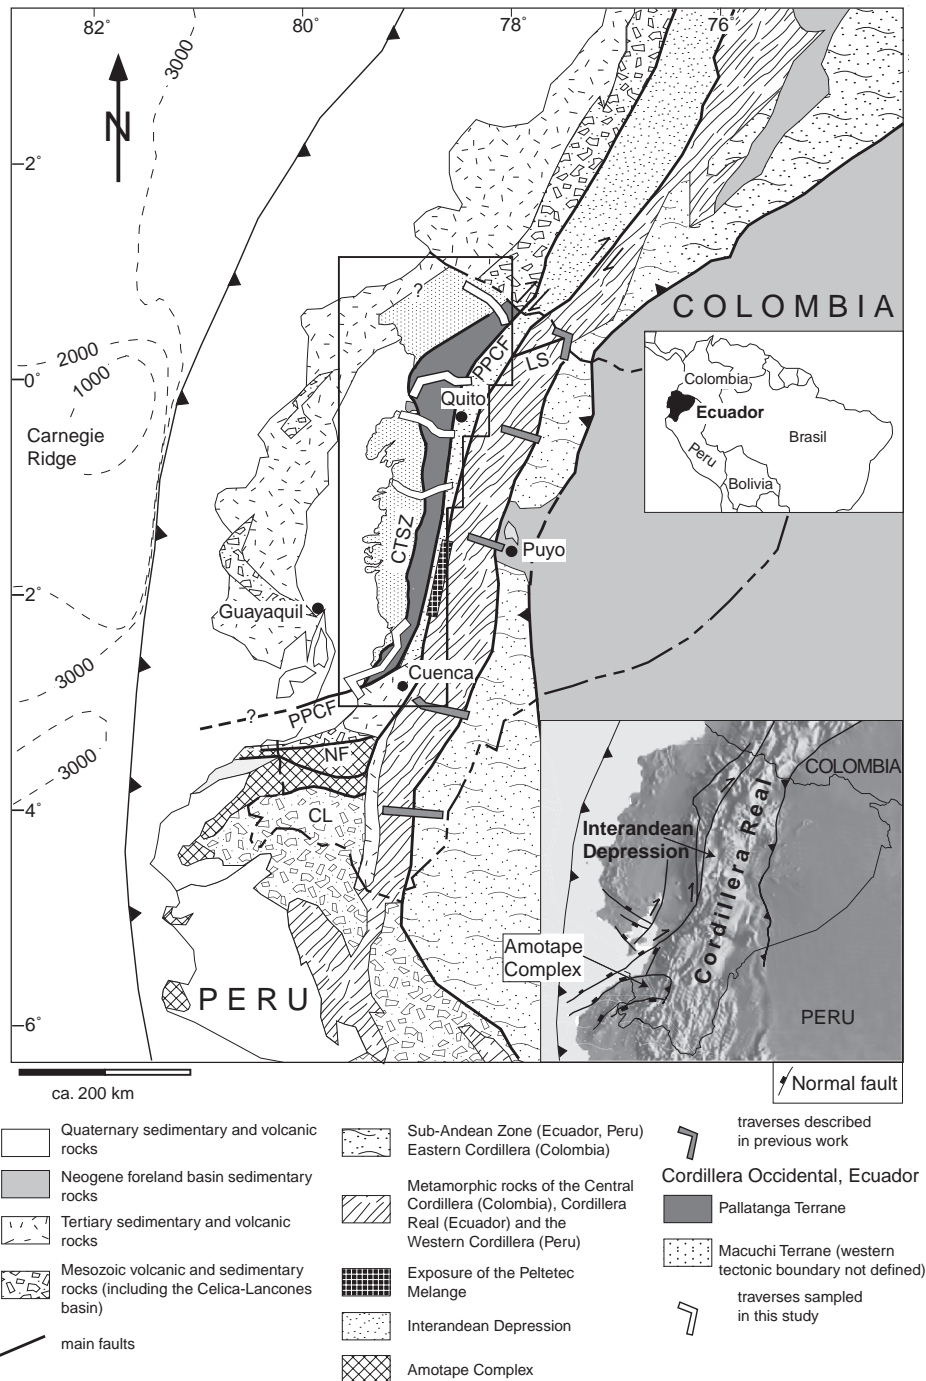 82°
80
78°
76°
3000
N
2°
?
COLOMBIA
2000
1000
0°
PPCF
LS
Quito
Colombia
Ecuador
Brasil
Peru
Bolivia
Carnegie
Ridge
CTSZ
Puyo
2°
Guayaquil
3000
Cuenca
?
PPCF
3000
NF
COLOMBIA
4°
CL
Interandean
Depression
Cordillera Real
Amotape
Complex
PERU
PERU
6°
ca. 200 km
Normal fault
Quaternary sedimentary and volcanic
rocks
Neogene foreland basin sedimentary
rocks
Tertiary sedimentary and volcanic
rocks
Mesozoic volcanic and sedimentary
rocks (including the Celica-Lancones
basin)
main faults
Sub-Andean Zone (Ecuador, Peru)
Eastern Cordillera (Colombia)
Metamorphic rocks of the Central
Cordillera (Colombia), Cordillera
Real (Ecuador) and the
Western Cordillera (Peru)
Exposure of the Peltetec
Melange
Interandean Depression
Amotape Complex
traverses described
in previous work
Cordillera Occidental, Ecuador
Pallatanga Terrane
Macuchi Terrane (western
tectonic boundary not defined)
traverses sampled
in this study